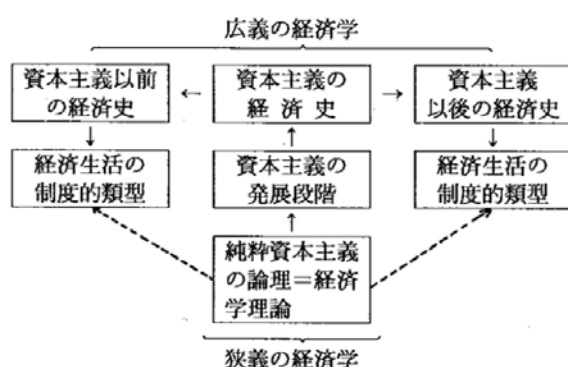 広義の経済学
資本主義以前
の経済史
資本主義の
経済史
資本主義
以後の経済史
経済生活の
制度的類型
資本主義の
発展段階
経済生活の
制度的類型
純粋資本主義
の論理=経済
学理論
狭義の経済学